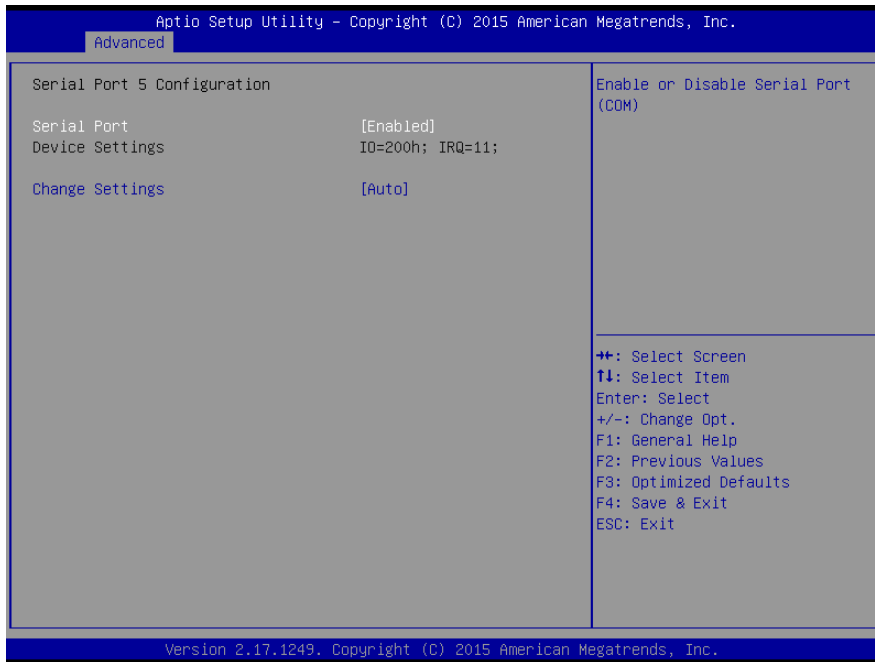 Aptio Setup Utility – Copyright (C) 2015 American Megatrends, Inc.
Advanced
Serial Port 5 Configuration
Serial Port [Enabled]
Device Settings IO=200h; IRQ=11;
Change Settings [Auto]
Enable or Disable Serial Port
(COM)
→←: Select Screen
↑↓: Select Item
Enter: Select
+/-: Change Opt.
F1: General Help
F2: Previous Values
F3: Optimized Defaults
F4: Save & Exit
ESC: Exit
Version 2.17.1249. Copyright (C) 2015 American Megatrends, Inc.